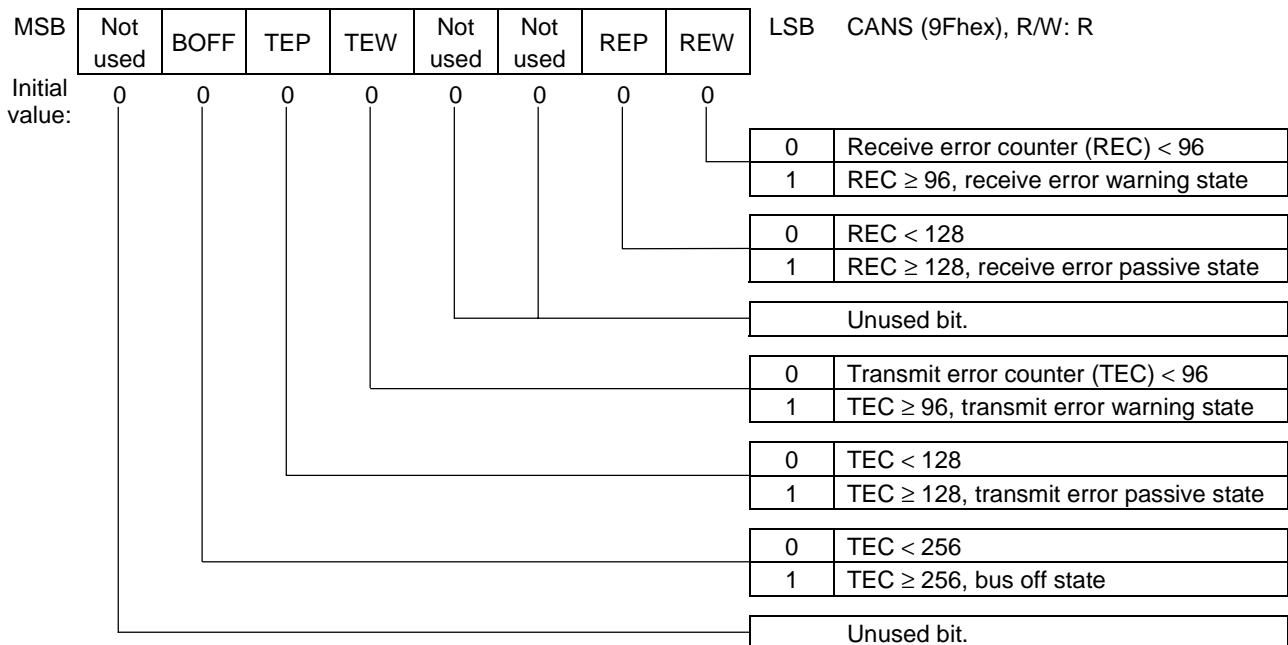 MSB Not used BOFF TEP TEW Not used Not used REP REW LSB CANS (9Fhex), R/W: R
Initial value: 0 0 0 0 0 0 0 0
0 Receive error counter (REC) < 96
1 REC ≥ 96, receive error warning state
0 REC < 128
1 REC ≥ 128, receive error passive state
Unused bit.
0 Transmit error counter (TEC) < 96
1 TEC ≥ 96, transmit error warning state
0 TEC < 128
1 TEC ≥ 128, transmit error passive state
0 TEC < 256
1 TEC ≥ 256, bus off state
Unused bit.